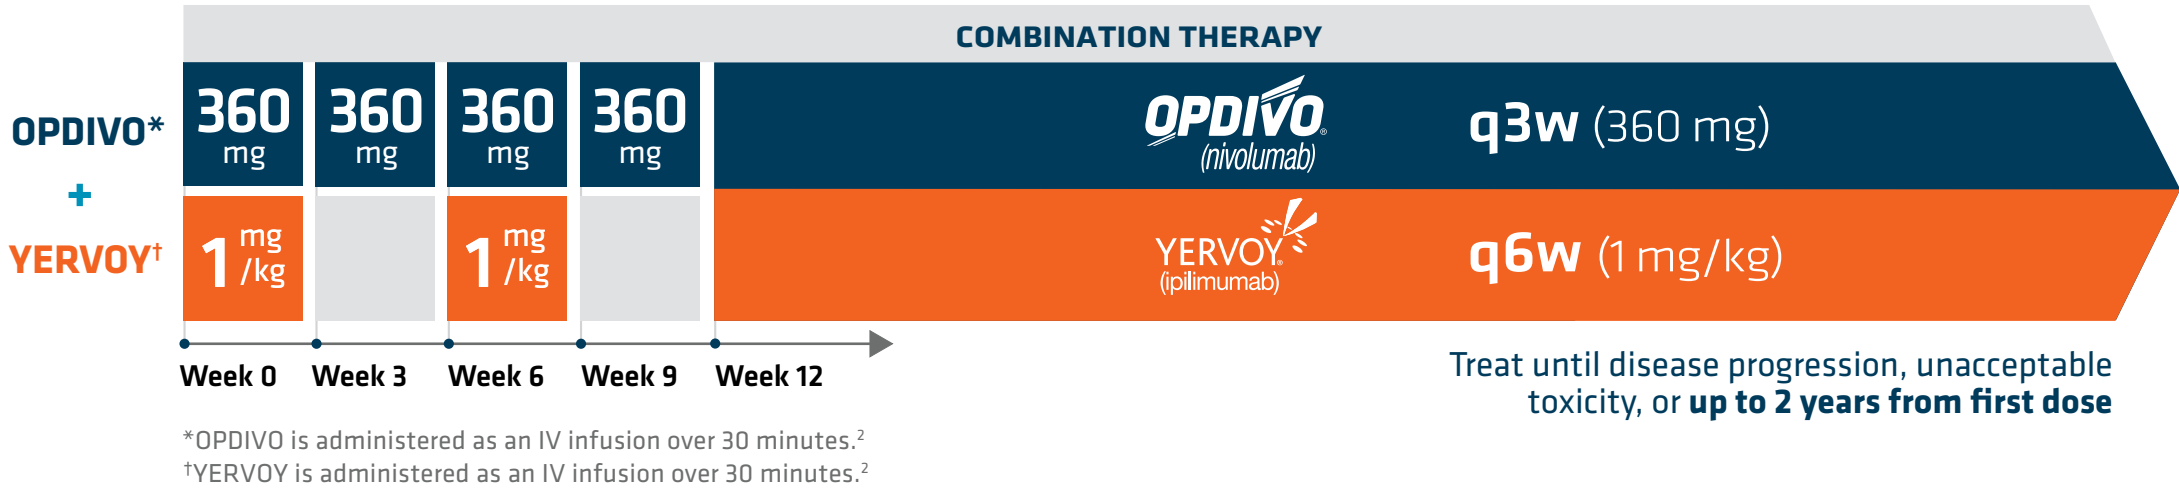 COMBINATION THERAPY
OPDIVO*
+
YERVOY†
360
mg
360
mg
360
mg
360
mg
OPDIVO®
(nivolumab)
q3w (360 mg)
1 mg
/kg
1 mg
/kg
YERVOY®
(ipilimumab)
q6w (1 mg/kg)
Week 0 Week 3 Week 6 Week 9 Week 12
Treat until disease progression, unacceptable
toxicity, or up to 2 years from first dose
*OPDIVO is administered as an IV infusion over 30 minutes.2
†YERVOY is administered as an IV infusion over 30 minutes.2